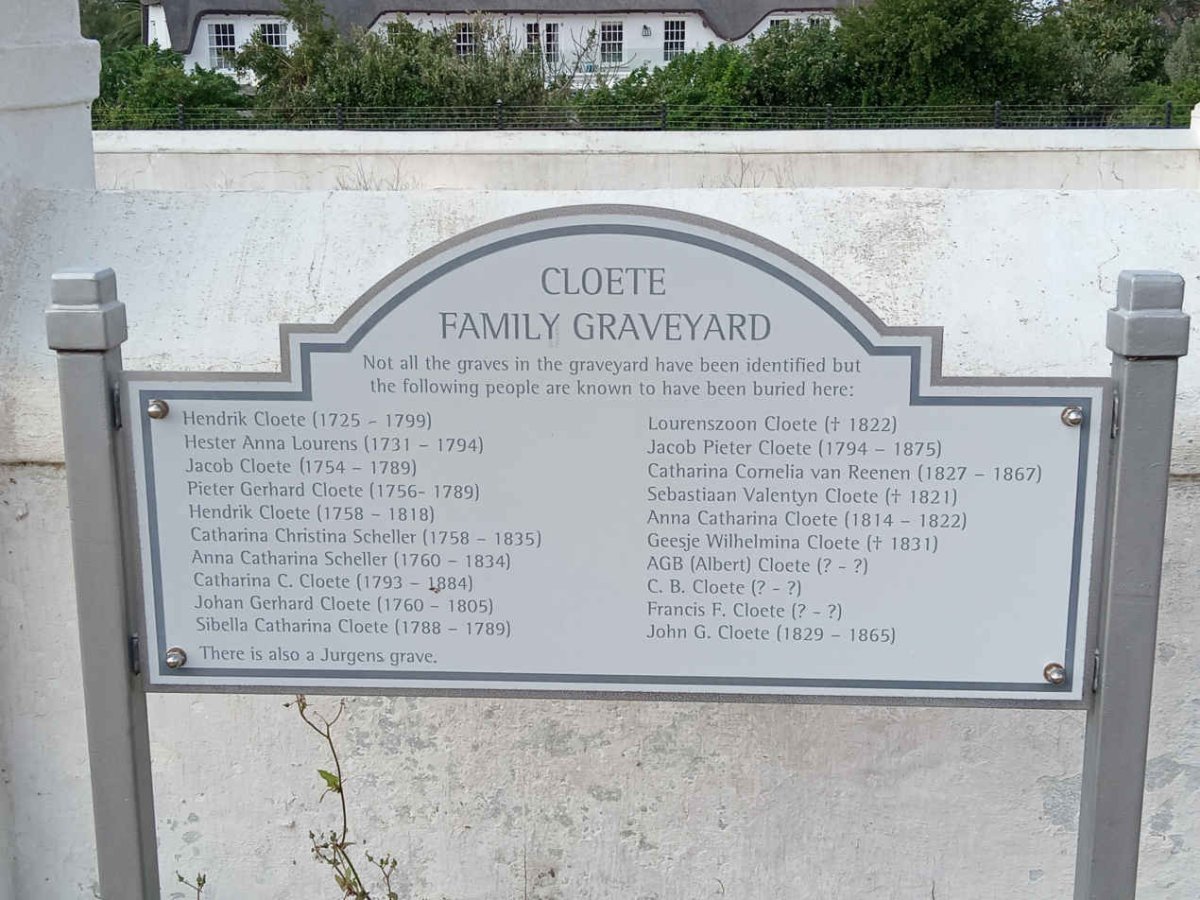 CLOETE
FAMILY GRAVEYARD
Not all the graves in the graveyard have been identified but
the following people are known to have been buried here:
Hendrik Cloete (1725 – 1799)
Hester Anna Lourens (1731 – 1794)
Jacob Cloete (1754 – 1789)
Pieter Gerhard Cloete (1756- 1789)
Hendrik Cloete (1758 – 1818)
Catharina Christina Scheller (1758 – 1835)
Anna Catharina Scheller (1760 – 1834)
Catharina C. Cloete (1793 – 1884)
Johan Gerhard Cloete (1760 - 1805)
Sibella Catharina Cloete (1788 – 1789)
There is also a Jurgens grave.
Lourenszoon Cloete († 1822)
Jacob Pieter Cloete (1794 – 1875)
Catharina Cornelia van Reenen (1827 – 1867)
Sebastiaan Valentyn Cloete († 1821)
Anna Catharina Cloete (1814 – 1822)
Geesje Wilhelmina Cloete († 1831)
AGB (Albert) Cloete (? - ?)
C. B. Cloete (? - ?)
Francis F. Cloete (? - ?)
John G. Cloete (1829 – 1865)